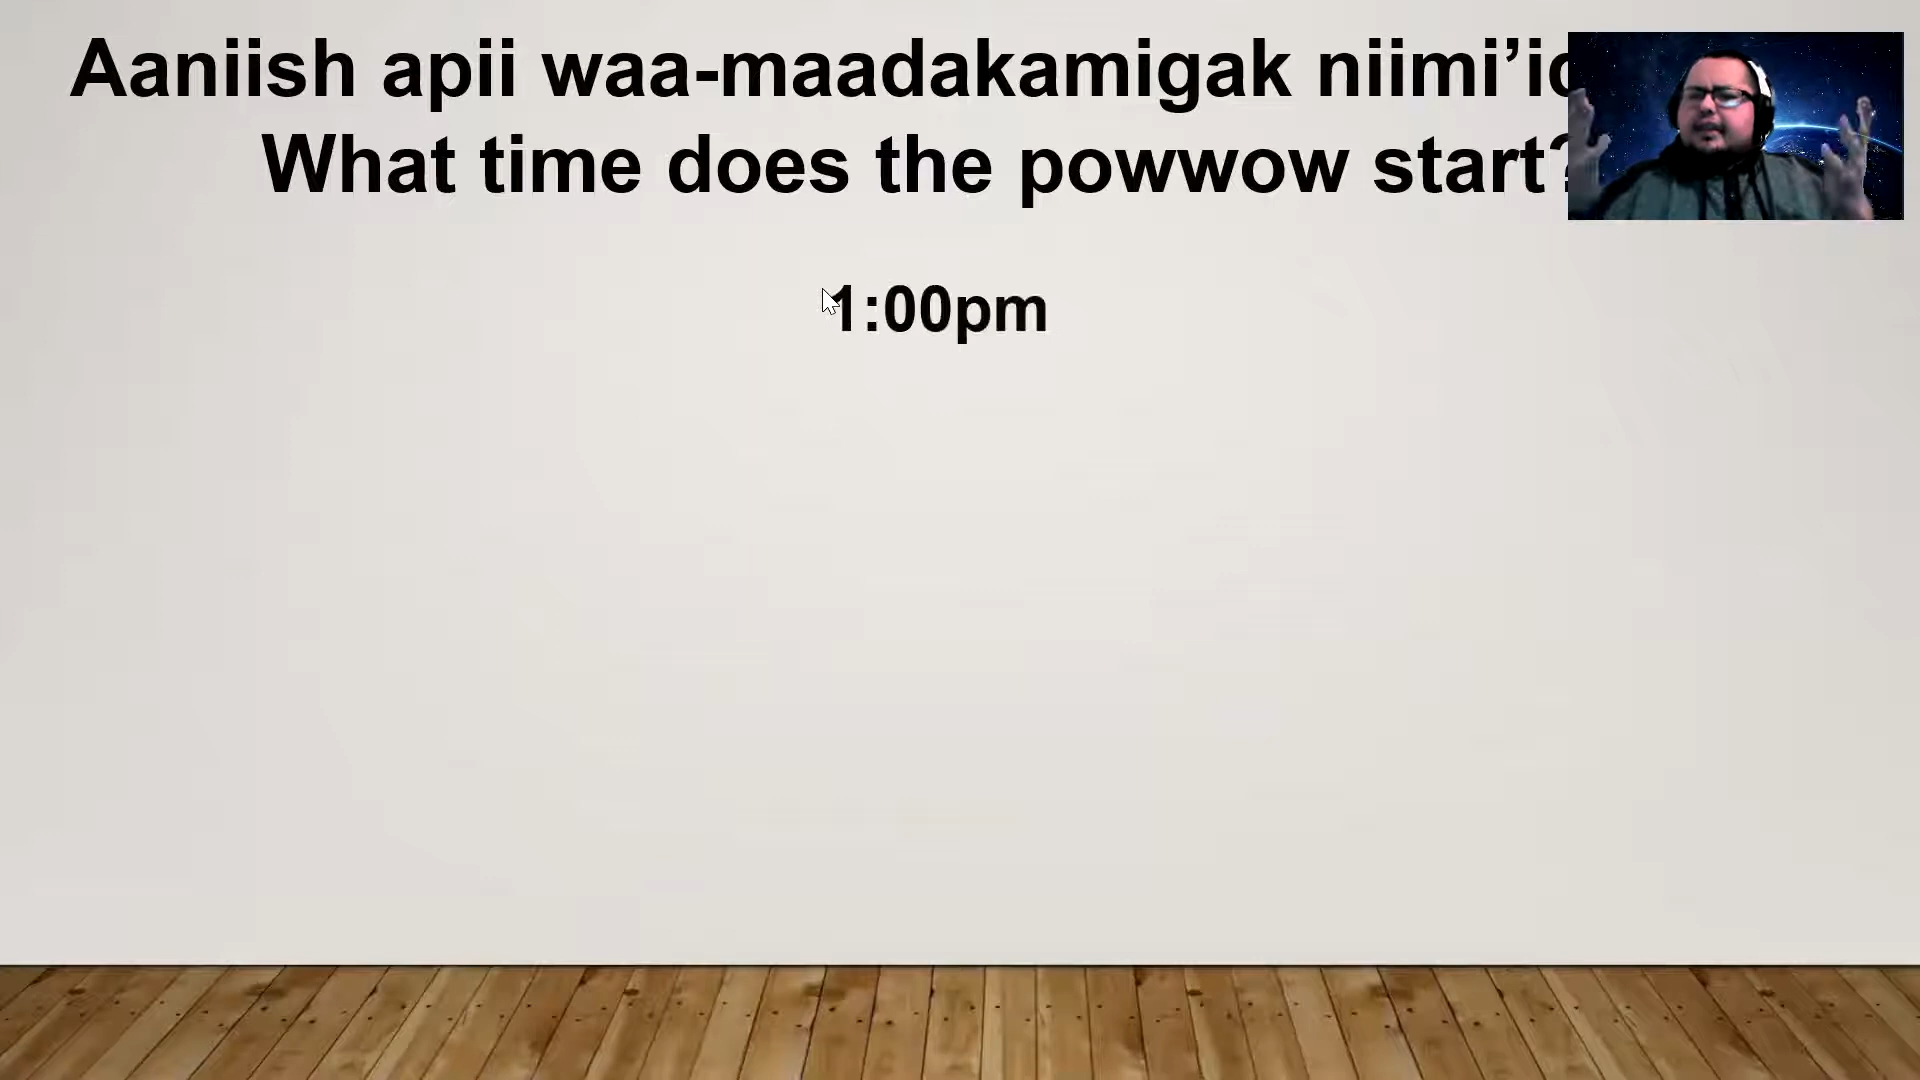 Aaniish apii waa-maadakamigak
What time does the powwow start?
1:00pm